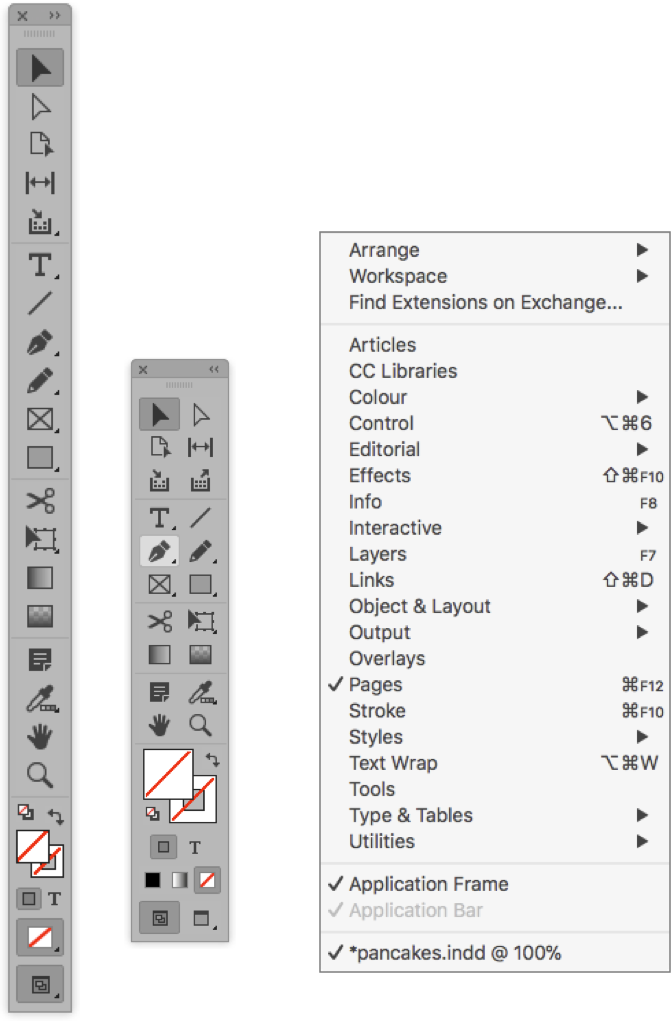 Arrange
Workspace
Find Extensions on Exchange...
Articles
CC Libraries
Colour
Control ⌥⌘6
Editorial
Effects ⇧⌘F10
Info F8
Interactive
Layers F7
Links ⇧⌘D
Object & Layout
Output
Overlays
Pages ⌘F12
Stroke ⌘F10
Styles
Text Wrap ⌥⌘W
Tools
Type & Tables
Utilities
Application Frame
Application Bar
*pancakes.indd @ 100%